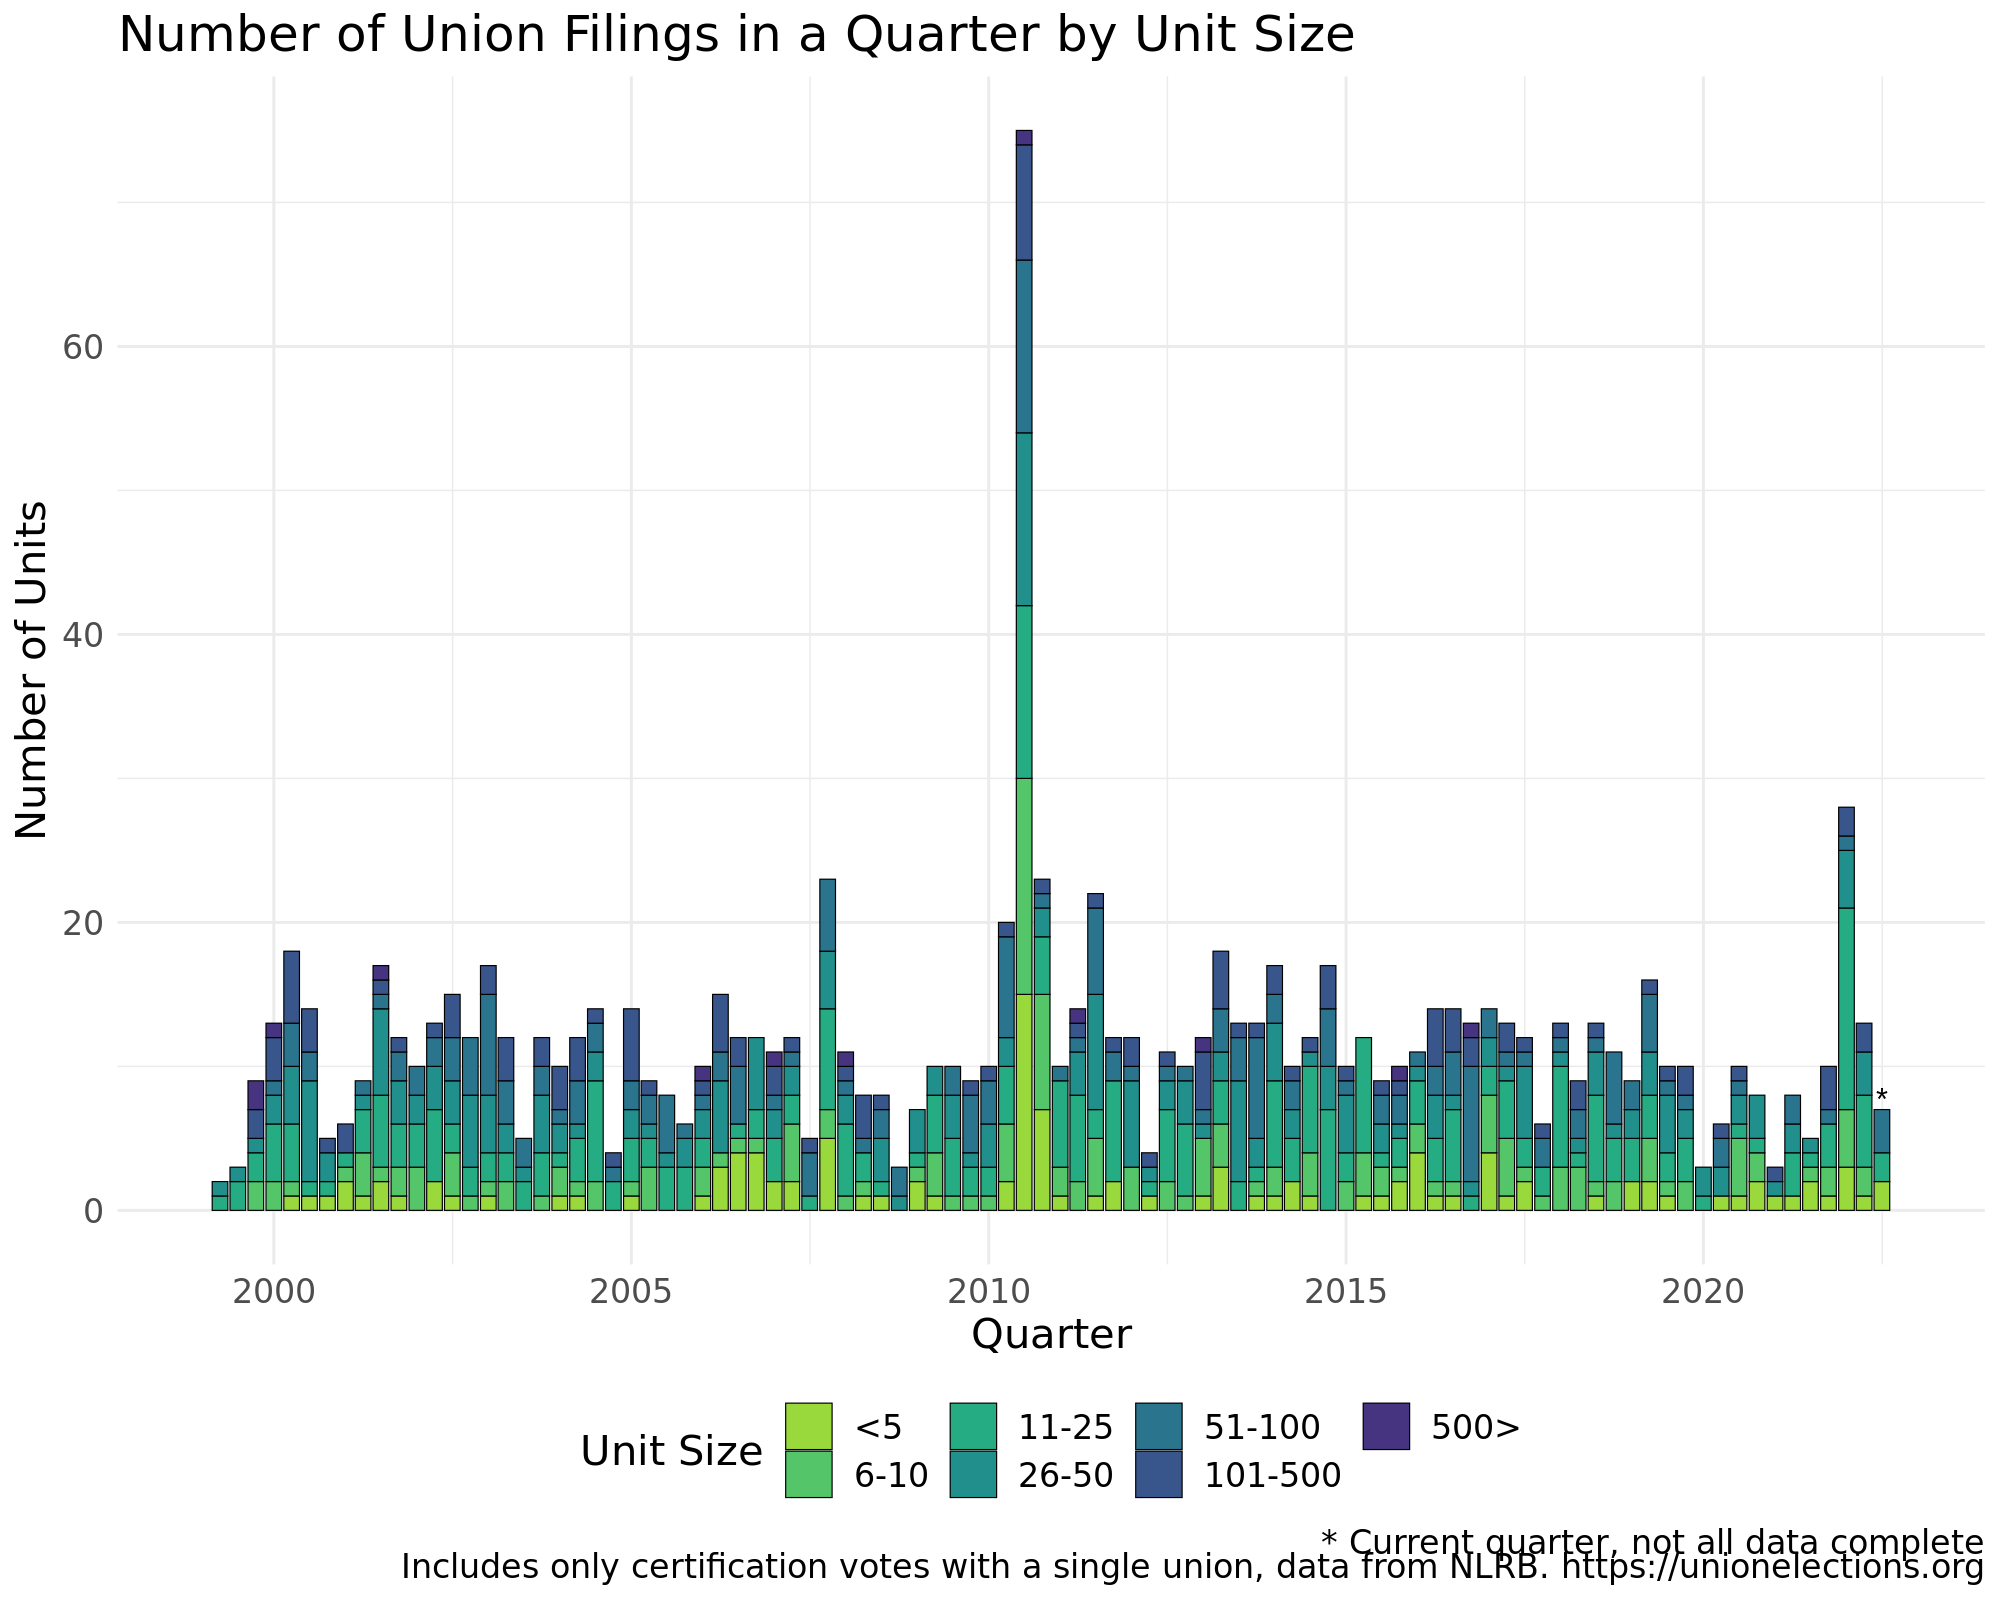 Number of Union Filings in a Quarter by Unit Size
Number of Units
60
40
20
0
*
2000 2005 2010 2015 2020
Quarter
Unit Size
<5 11-25 51-100 500>
6-10 26-50 101-500
* Current quarter, not all data complete
Includes only certification votes with a single union, data from NLRB. https://unionelections.org